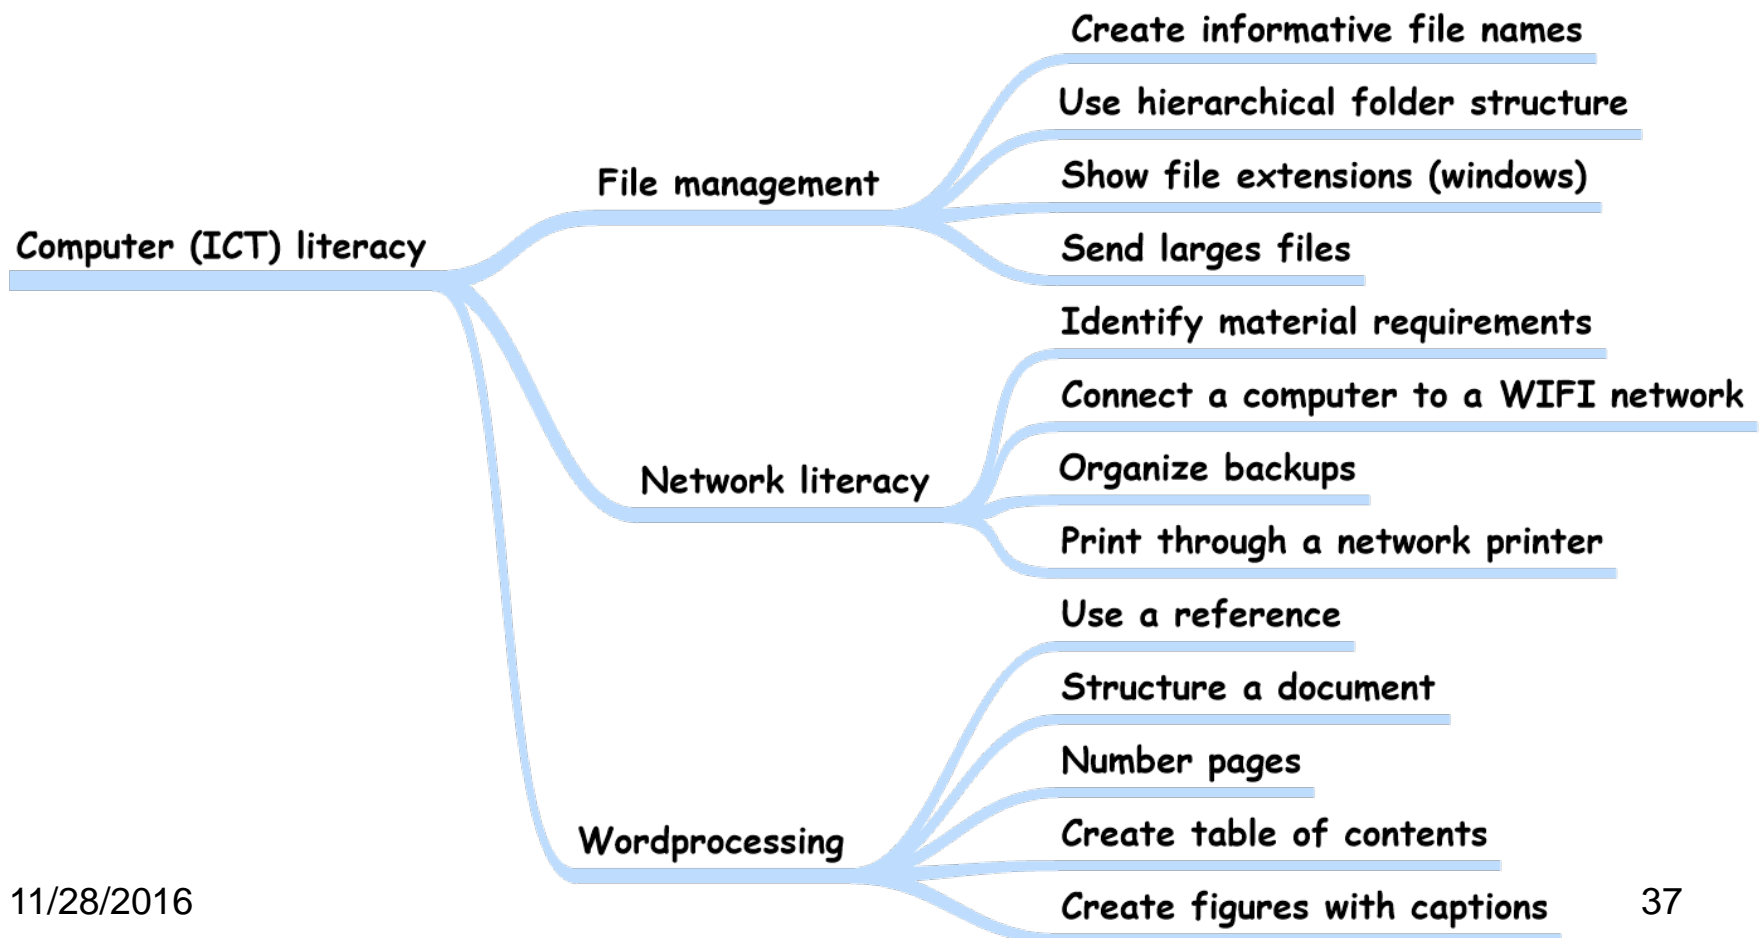 Computer (ICT) literacy
File management
Create informative file names
Use hierarchical folder structure
Show file extensions (windows)
Send larges files
Network literacy
Identify material requirements
Connect a computer to a WIFI network
Organize backups
Print through a network printer
Wordprocessing
Use a reference
Structure a document
Number pages
Create table of contents
Create figures with captions
11/28/2016
37